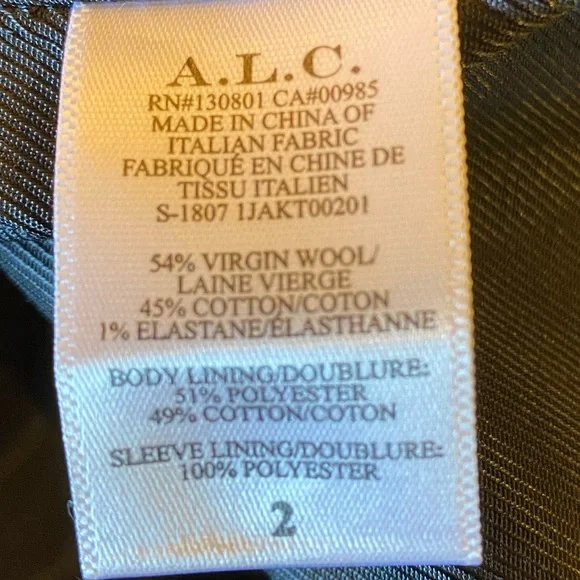 A.L.C.
RN#130801 CA#00985
MADE IN CHINA OF
ITALIAN FABRIC
FABRIQUÉ EN CHINE DE
TISSU ITALIEN
S-1807 1JAKT00201
54% VIRGIN WOOL/
LAINE VIERGE
45% COTTON/COTON
1% ELASTANE/ÉLASTHANNE
BODY LINING/DOUBLURE:
51% POLYESTER
49% COTTON/COTON
SLEEVE LINING/DOUBLURE:
100% POLYESTER
2